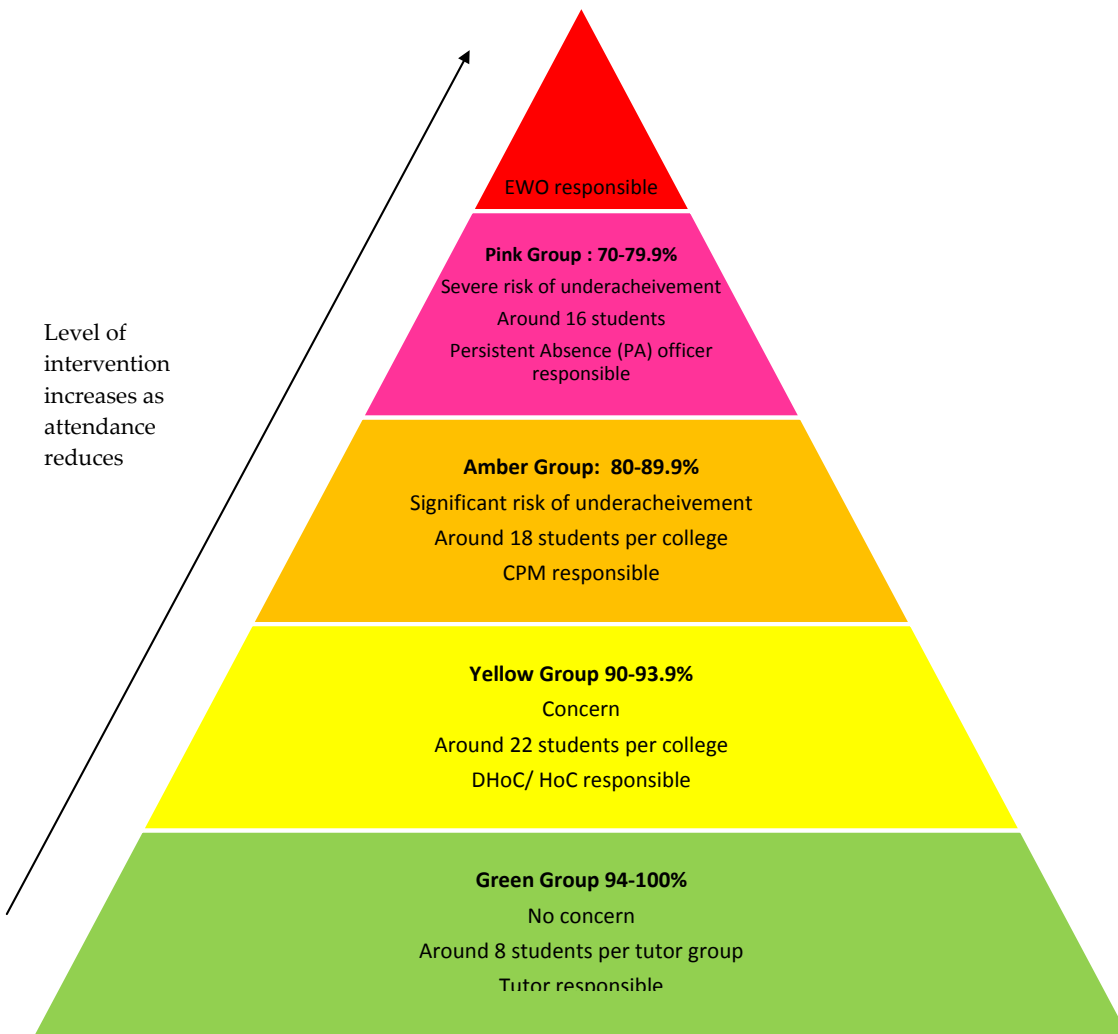 EWO responsible
Pink Group : 70-79.9%
Severe risk of underacheivement
Around 16 students
Persistent Absence (PA) officer
responsible
Level of
intervention
increases as
attendance
reduces
Amber Group:  80-89.9%
Significant risk of underacheivement
Around 18 students per college
CPM responsible
Yellow Group 90-93.9%
Concern
Around 22 students per college
DHoC/ HoC responsible
Green Group 94-100%
No concern
Around 8 students per tutor group
Tutor responsible